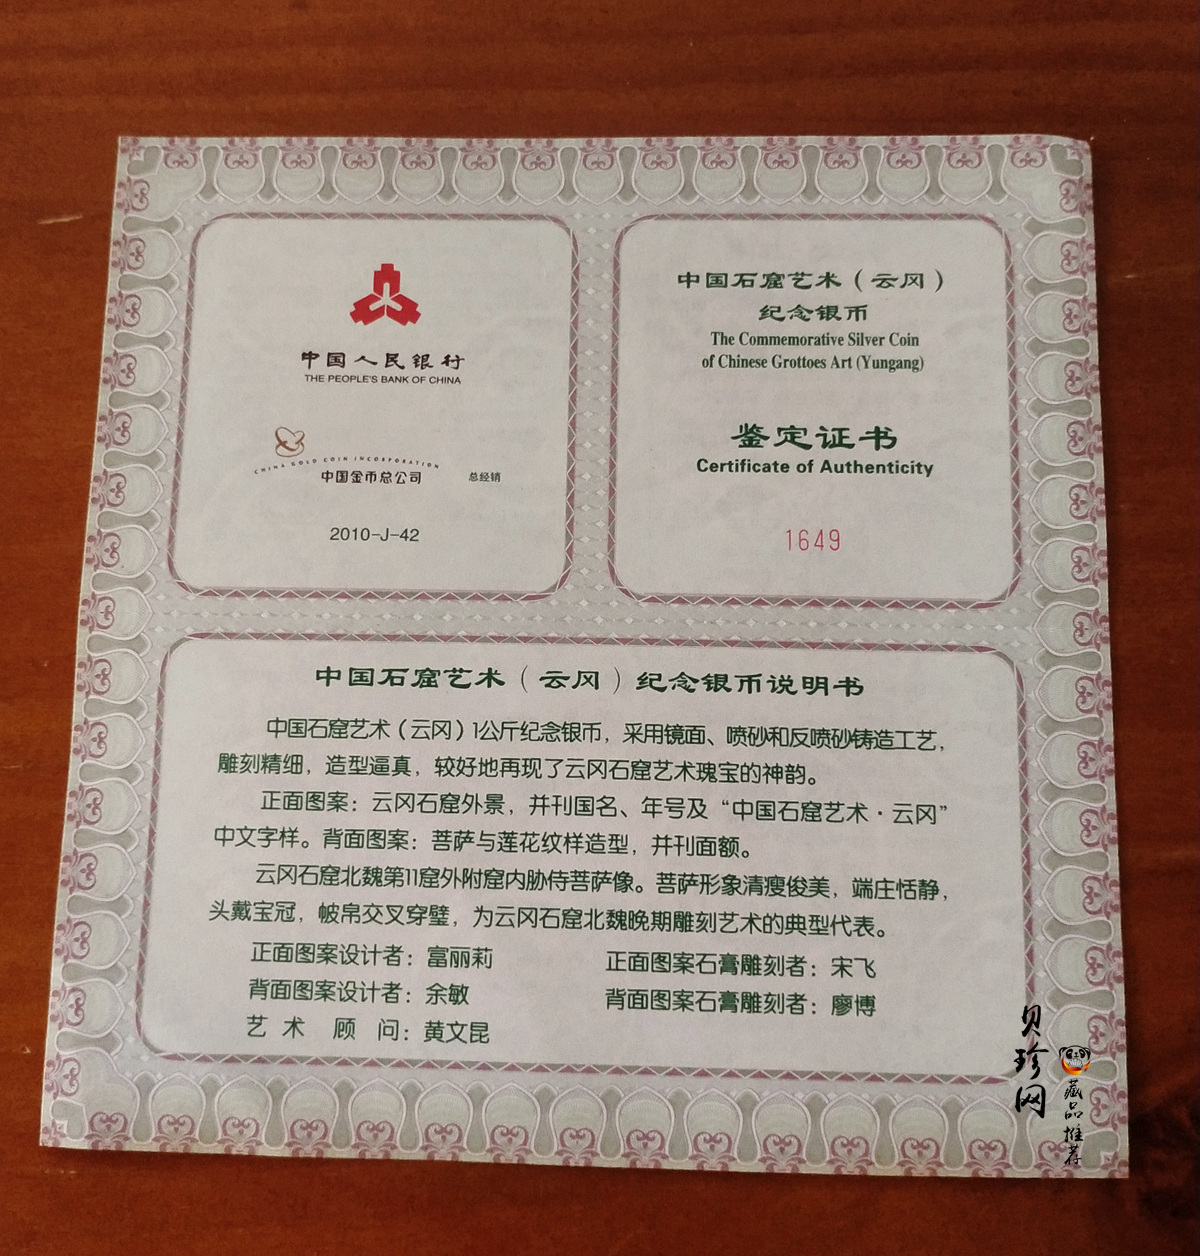 中国人民银行
THE PEOPLE'S BANK OF CHINA
CHINA GOLD COIN INCORPORATION
中国金币总公司 总经销
2010-J-42
中国石窟艺术（云冈）
纪念银币
The Commemorative Silver Coin
of Chinese Grottoes Art (Yungang)
鉴定证书
Certificate of Authenticity
1649
中国石窟艺术（云冈）纪念银币说明书
中国石窟艺术（云冈）1公斤纪念银币，采用镜面、喷砂和反喷砂铸造工艺，
雕刻精细，造型逼真，较好地再现了云冈石窟艺术瑰宝的神韵。
正面图案：云冈石窟外景，并刊国名、年号及“中国石窟艺术·云冈”
中文字样。背面图案：菩萨与莲花纹样造型，并刊面额。
云冈石窟北魏第11窟外附窟内胁侍菩萨像。菩萨形象清瘦俊美，端庄恬静，
头戴宝冠，帔帛交叉穿璧，为云冈石窟北魏晚期雕刻艺术的典型代表。
正面图案设计者：富丽莉 正面图案石膏雕刻者：宋飞
背面图案设计者：余敏 背面图案石膏雕刻者：廖博
艺术顾问：黄文昆
贝珍网
藏品推荐